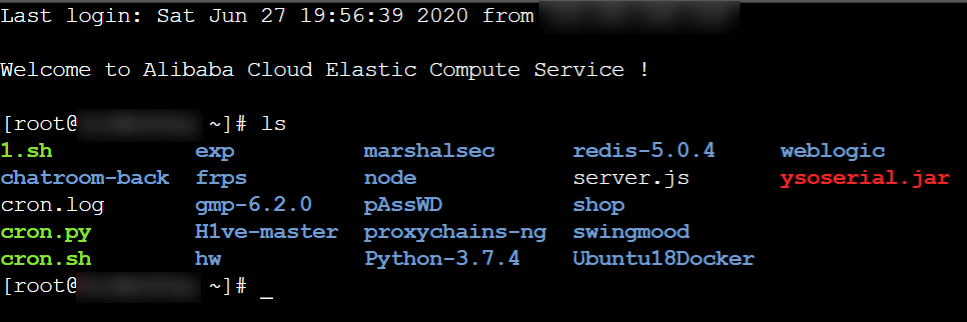 Last login: Sat Jun 27 19:56:39 2020 from
Welcome to Alibaba Cloud Elastic Compute Service !
[root@ ~]# ls
1.sh exp marshalsec redis-5.0.4 weblogic
chatroom-back frps node server.js ysoserial.jar
cron.log gmp-6.2.0 pAssWD shop
cron.py H1ve-master proxychains-ng swingmood
cron.sh hw Python-3.7.4 Ubuntu18Docker
[root@ ~]# _